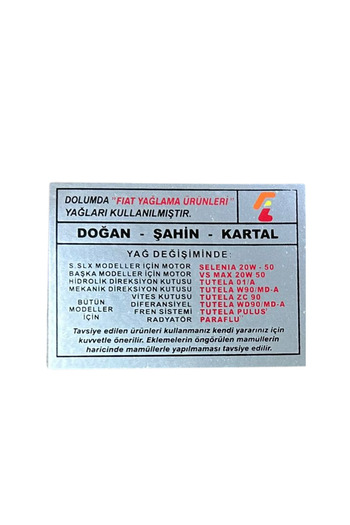 DOLUMDA "FIAT YAĞLAMA ÜRÜNLERİ"
YAĞLARI KULLANILMIŞTIR.
DOĞAN - ŞAHİN - KARTAL
YAĞ DEĞİŞİMİNDE:
S.SLX MODELLER İÇİN MOTOR SELENIA 20W - 50
BAŞKA MODELLER İÇİN MOTOR VS MAX 20W 50
HİDROLİK DİREKSİYON KUTUSU TUTELA 01/A
MEKANİK DİREKSİYON KUTUSU TUTELA W90/MD-A
BÜTÜN MODELLER İÇİN
VİTES KUTUSU TUTELA ZC 90
DİFERANSİYEL TUTELA WD90/MD-A
FREN SİSTEMİ TUTELA PULUS'
RADYATÖR PARAFLU
Tavsiye edilen ürünleri kullanmanız kendi yararınız için
kuvvetle önerilir. Eklemelerin öngörülen mamullerin
haricinde mamüllerle yapılmaması tavsiye edilir.